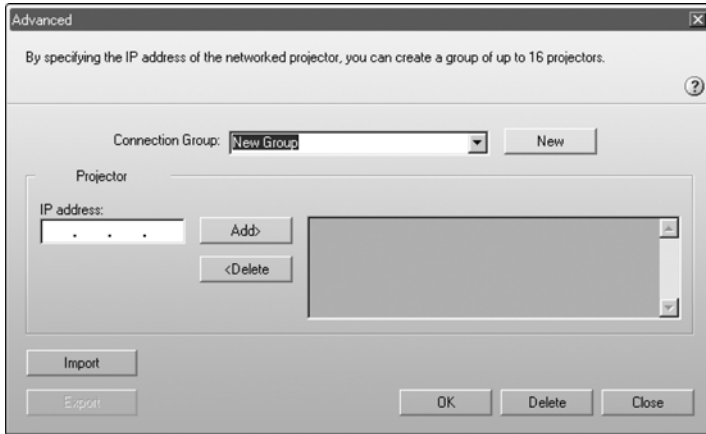 Advanced
By specifying the IP address of the networked projector, you can create a group of up to 16 projectors.
?
Connection Group: New Group New
Projector
IP address:
. . . Add>
<Delete
Import
Export OK Delete Close